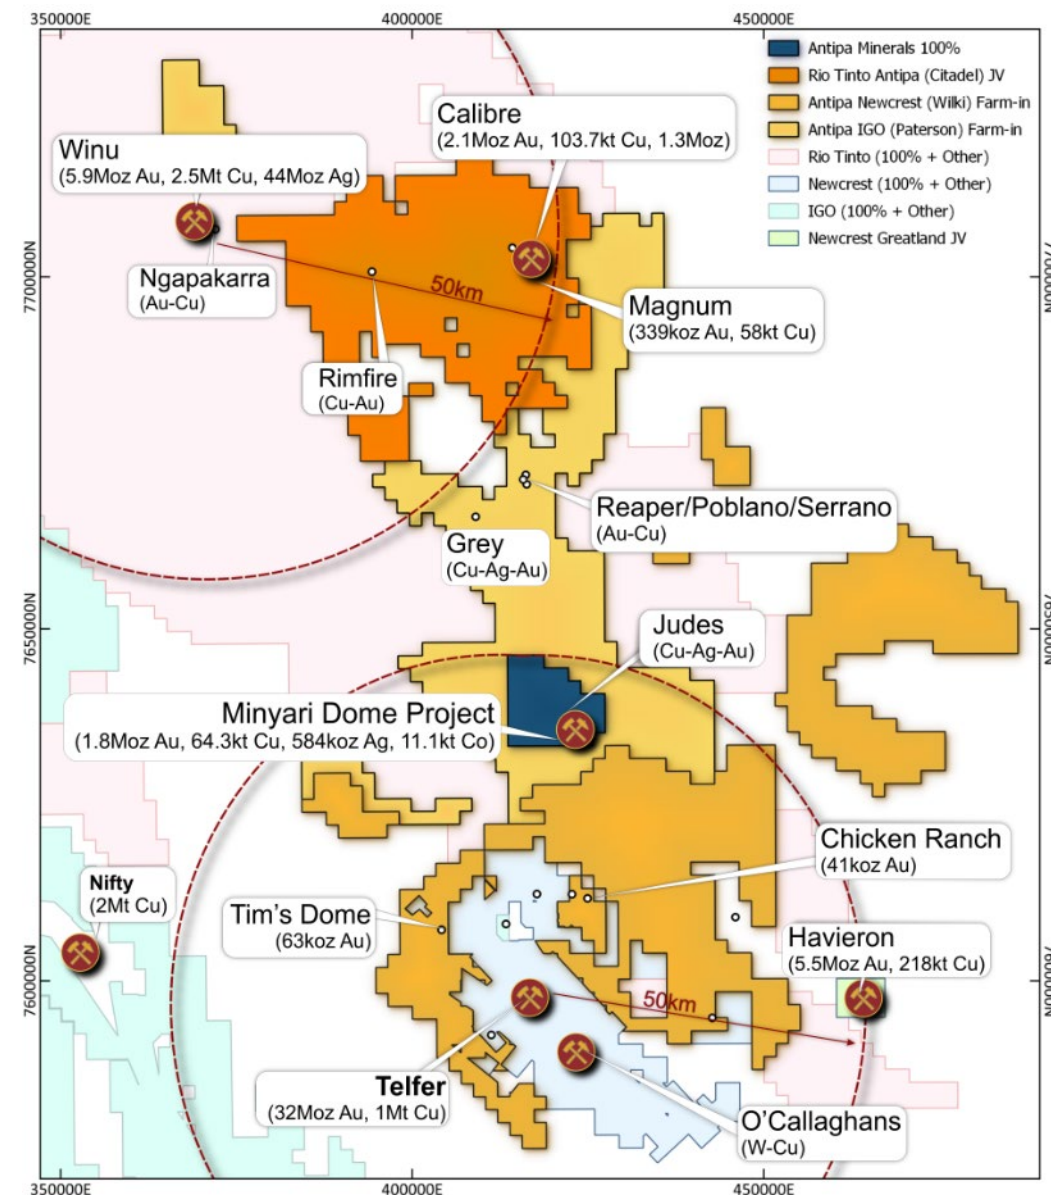 350000E
400000E
450000E
Antipa Minerals 100%
Rio Tinto Antipa (Citadel) JV
Antipa Newcrest (Wilki) Farm-in
Antipa IGO (Paterson) Farm-in
Rio Tinto (100% + Other)
Newcrest (100% + Other)
IGO (100% + Other)
Newcrest Greatland JV
Calibre
(2.1Moz Au, 103.7kt Cu, 1.3Moz)
Winu
(5.9Moz Au, 2.5Mt Cu, 44Moz Ag)
Ngapakarra
(Au-Cu)
7700000N
50km
Magnum
(339koz Au, 58kt Cu)
Rimfire
(Cu-Au)
Reaper/Poblano/Serrano
(Au-Cu)
Grey
(Cu-Ag-Au)
7650000N
Judes
(Cu-Ag-Au)
Minyari Dome Project
(1.8Moz Au, 64.3kt Cu, 584koz Ag, 11.1kt Co)
Chicken Ranch
(41koz Au)
Nifty
(2Mt Cu)
Tim's Dome
(63koz Au)
Havieron
(5.5Moz Au, 218kt Cu)
7600000N
50km
Telfer
(32Moz Au, 1Mt Cu)
O'Callaghans
(W-Cu)
350000E
400000E
450000E